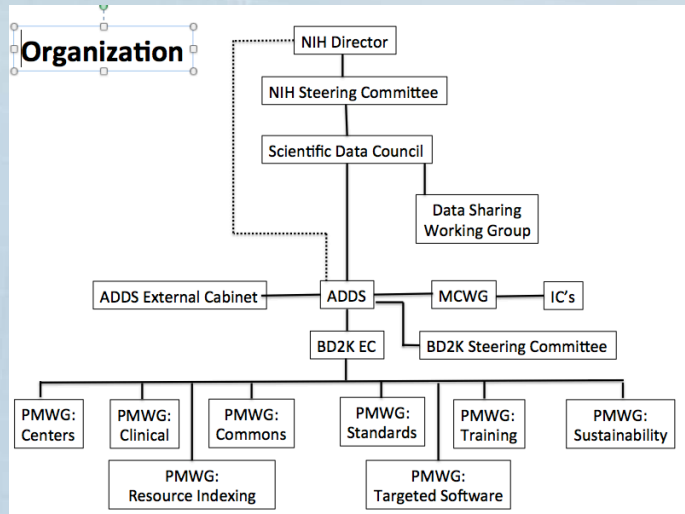 Organization
NIH Director
NIH Steering Committee
Scientific Data Council
Data Sharing
Working Group
ADDS External Cabinet
ADDS
MCWG
IC's
BD2K EC
BD2K Steering Committee
PMWG:
Centers
PMWG:
Clinical
PMWG:
Commons
PMWG:
Standards
PMWG:
Training
PMWG:
Sustainability
PMWG:
Resource Indexing
PMWG:
Targeted Software